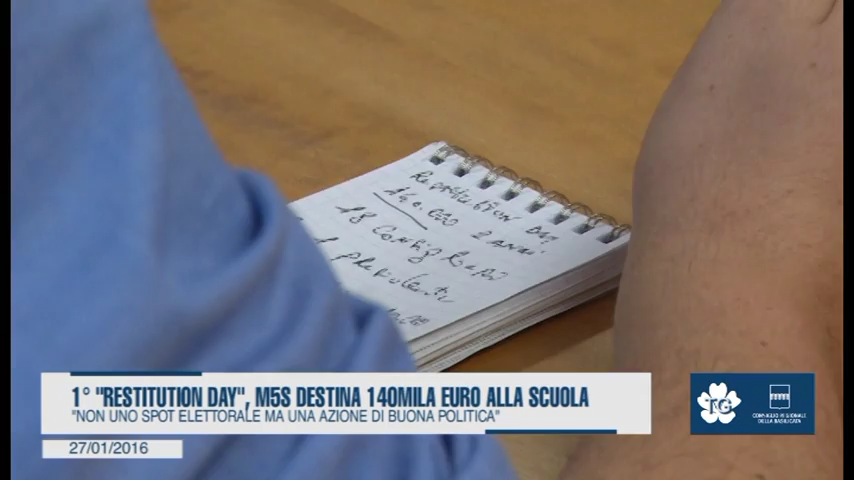 RESTITUTION DAY
140.000 2 ANNI
18
1° "RESTITUTION DAY", M5S DESTINA 140MILA EURO ALLA SCUOLA
"NON UNO SPOT ELETTORALE MA UNA AZIONE DI BUONA POLITICA"
27/01/2016
TG
CONSIGLIO REGIONALE
DELLA BASILICATA